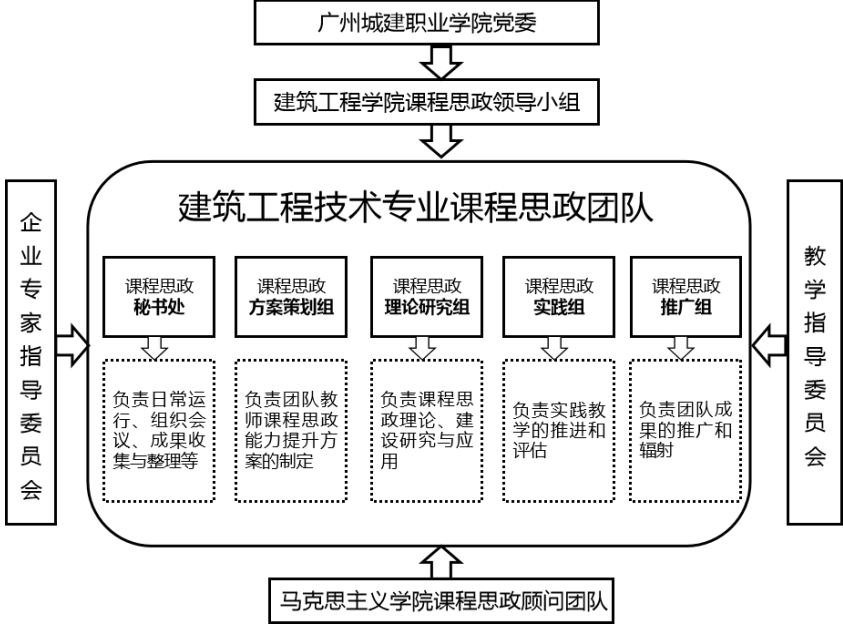 广州城建职业学院党委
建筑工程学院课程思政领导小组
企
业
专
家
指
导
委
员
会
建筑工程技术专业课程思政团队
课程思政
秘书处
课程思政
方案策划组
课程思政
理论研究组
课程思政
实践组
课程思政
推广组
负责日常运
行、组织会
议、成果收
集与整理等
负责团队教
师课程思政
能力提升方
案的制定
负责课程思
政理论、建
设研究与应
用
负责实践教
学的推进和
评估
负责团队成
果的推广和
辐射
教
学
指
导
委
员
会
马克思主义学院课程思政顾问团队